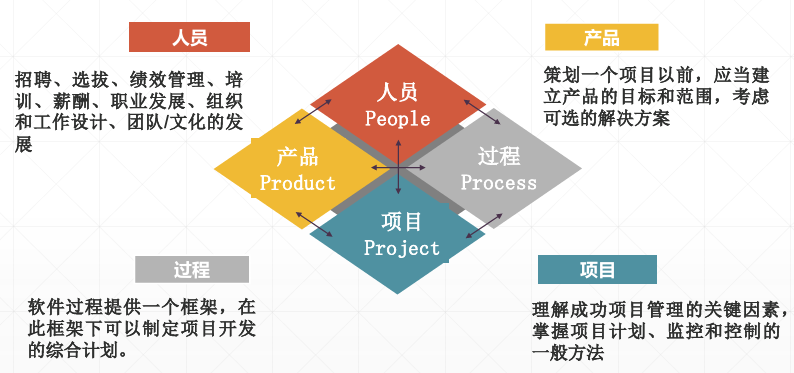 人员
招聘、选拔、绩效管理、培
训、薪酬、职业发展、组织
和工作设计、团队/文化的发
展
产品
策划一个项目以前，应当建
立产品的目标和范围，考虑
可选的解决方案
人员
People
产品
Product
过程
Process
项目
Project
过程
软件过程提供一个框架，在
此框架下可以制定项目开发
的综合计划。
项目
理解成功项目管理的关键因素，
掌握项目计划、监控和控制的
一般方法